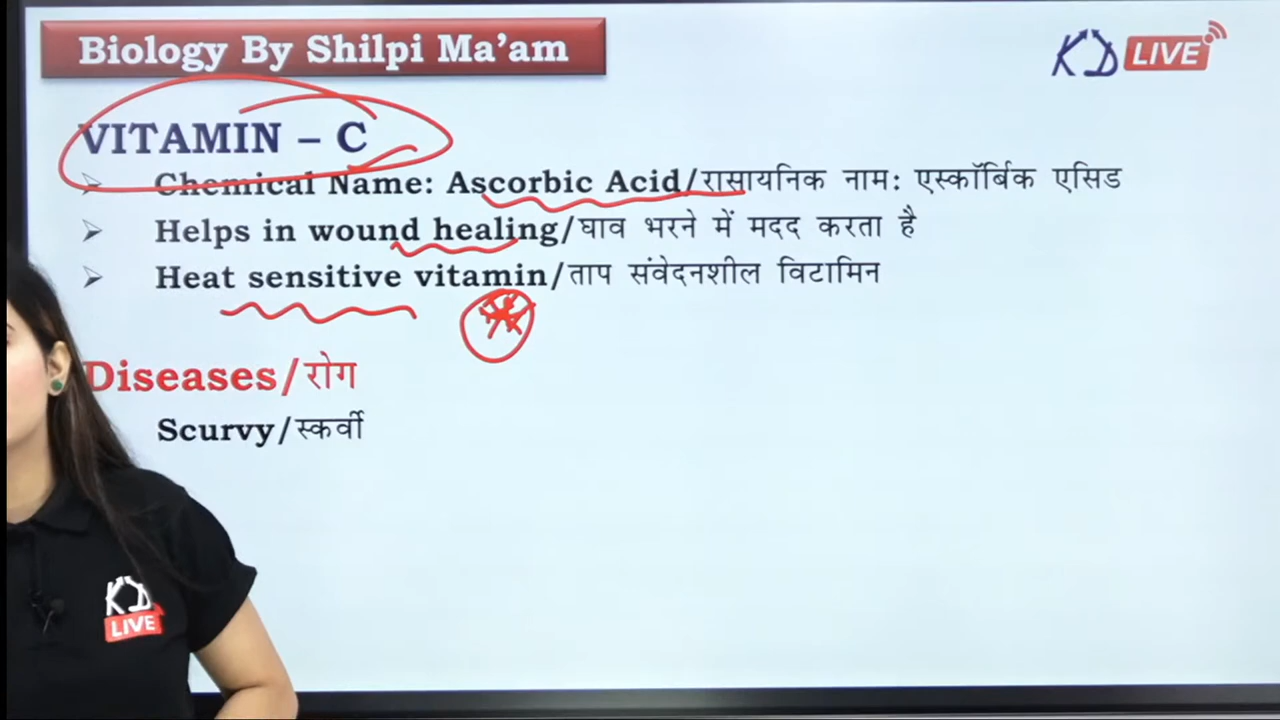 Biology By Shilpi Ma’am
KD LIVE
VITAMIN – C
➢ Chemical Name: Ascorbic Acid/रासायनिक नाम: एस्कॉर्बिक एसिड
➢ Helps in wound healing/घाव भरने में मदद करता है
➢ Heat sensitive vitamin/ताप संवेदनशील विटामिन
Diseases/रोग
Scurvy/स्कर्वी
KD
LIVE